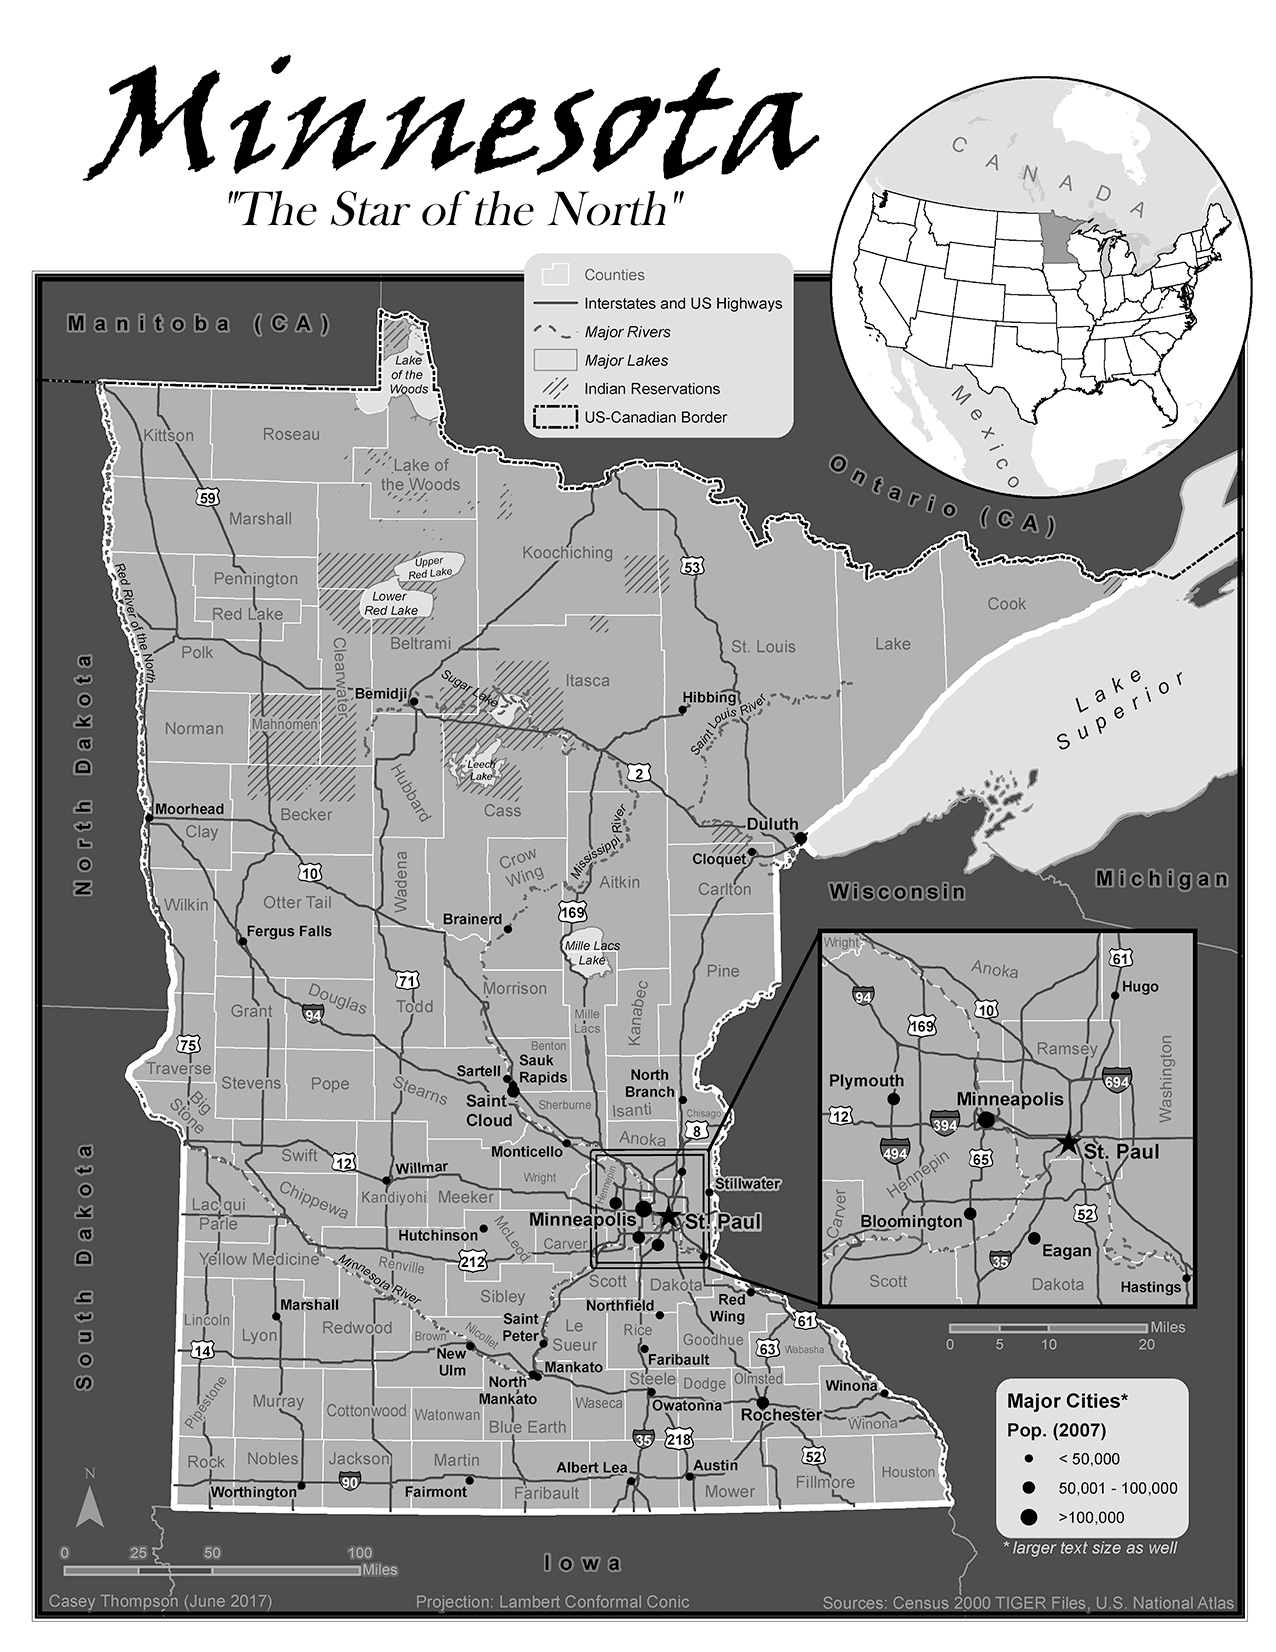 Minnesota
"The Star of the North"
CANADA
Mexico
Counties
Interstates and US Highways
Major Rivers
Major Lakes
Indian Reservations
US-Canadian Border
Manitoba (CA)
Ontario (CA)
Lake
of the
Woods
Kittson
Roseau
Lake of
the Woods
59
Marshall
Koochiching
53
Upper
Red Lake
Lower
Red Lake
Pennington
Red Lake
Red River of the North
Cook
Polk
Clearwater
Beltrami
St. Louis
Lake
Lake
Superior
North Dakota
Bemidji
Sugar Lake
Itasca
Hibbing
Saint Louis River
Norman
Mahnomen
Leech
Lake
2
Hubbard
Moorhead
Clay
Becker
Cass
Mississippi River
Duluth
Cloquet
10
Wadena
Crow
Wing
Aitkin
Carlton
Wisconsin
Michigan
Wilkin
Otter Tail
Brainerd
169
Fergus Falls
Mille Lacs
Lake
Pine
71
Grant
Douglas
94
Todd
Morrison
Mille
Lacs
Kanabec
75
Traverse
Benton
Sauk
Rapids
Sartell
North
Branch
Stevens
Pope
Stearns
Big
Stone
Saint
Cloud
Sherburne
Isanti
Chisago
8
Anoka
Swift
12
Willmar
Monticello
Wright
Hennepin
Stillwater
Chippewa
Kandiyohi
Meeker
Lac qui
Parle
Minneapolis
St. Paul
Hutchinson
McLeod
Carver
Yellow Medicine
Renville
212
Minnesota River
Scott
Dakota
South Dakota
Sibley
Marshall
Lincoln
Lyon
Redwood
Brown
Nicollet
Saint
Peter
Le
Sueur
Northfield
Rice
Red
Wing
Goodhue
61
14
New
Ulm
Faribault
63
Wabasha
Mankato
North
Mankato
Steele
Dodge
Olmsted
Winona
Pipestone
Murray
Cottonwood
Watonwan
Blue Earth
Waseca
Owatonna
Rochester
Winona
35
218
52
Rock
Nobles
Jackson
90
Martin
Albert Lea
Austin
Fillmore
Houston
Worthington
Fairmont
Faribault
Mower
Iowa
Wright
Anoka
61
Hugo
94
169
10
Ramsey
Washington
694
Plymouth
Minneapolis
12
394
St. Paul
494
65
Hennepin
Carver
Bloomington
52
Eagan
35
Scott
Dakota
Hastings
0 5 10 20 Miles
Major Cities*
Pop. (2007)
< 50,000
50,001 - 100,000
>100,000
* larger text size as well
N
0 25 50 100
Miles
Casey Thompson (June 2017)
Projection: Lambert Conformal Conic
Sources: Census 2000 TIGER Files, U.S. National Atlas